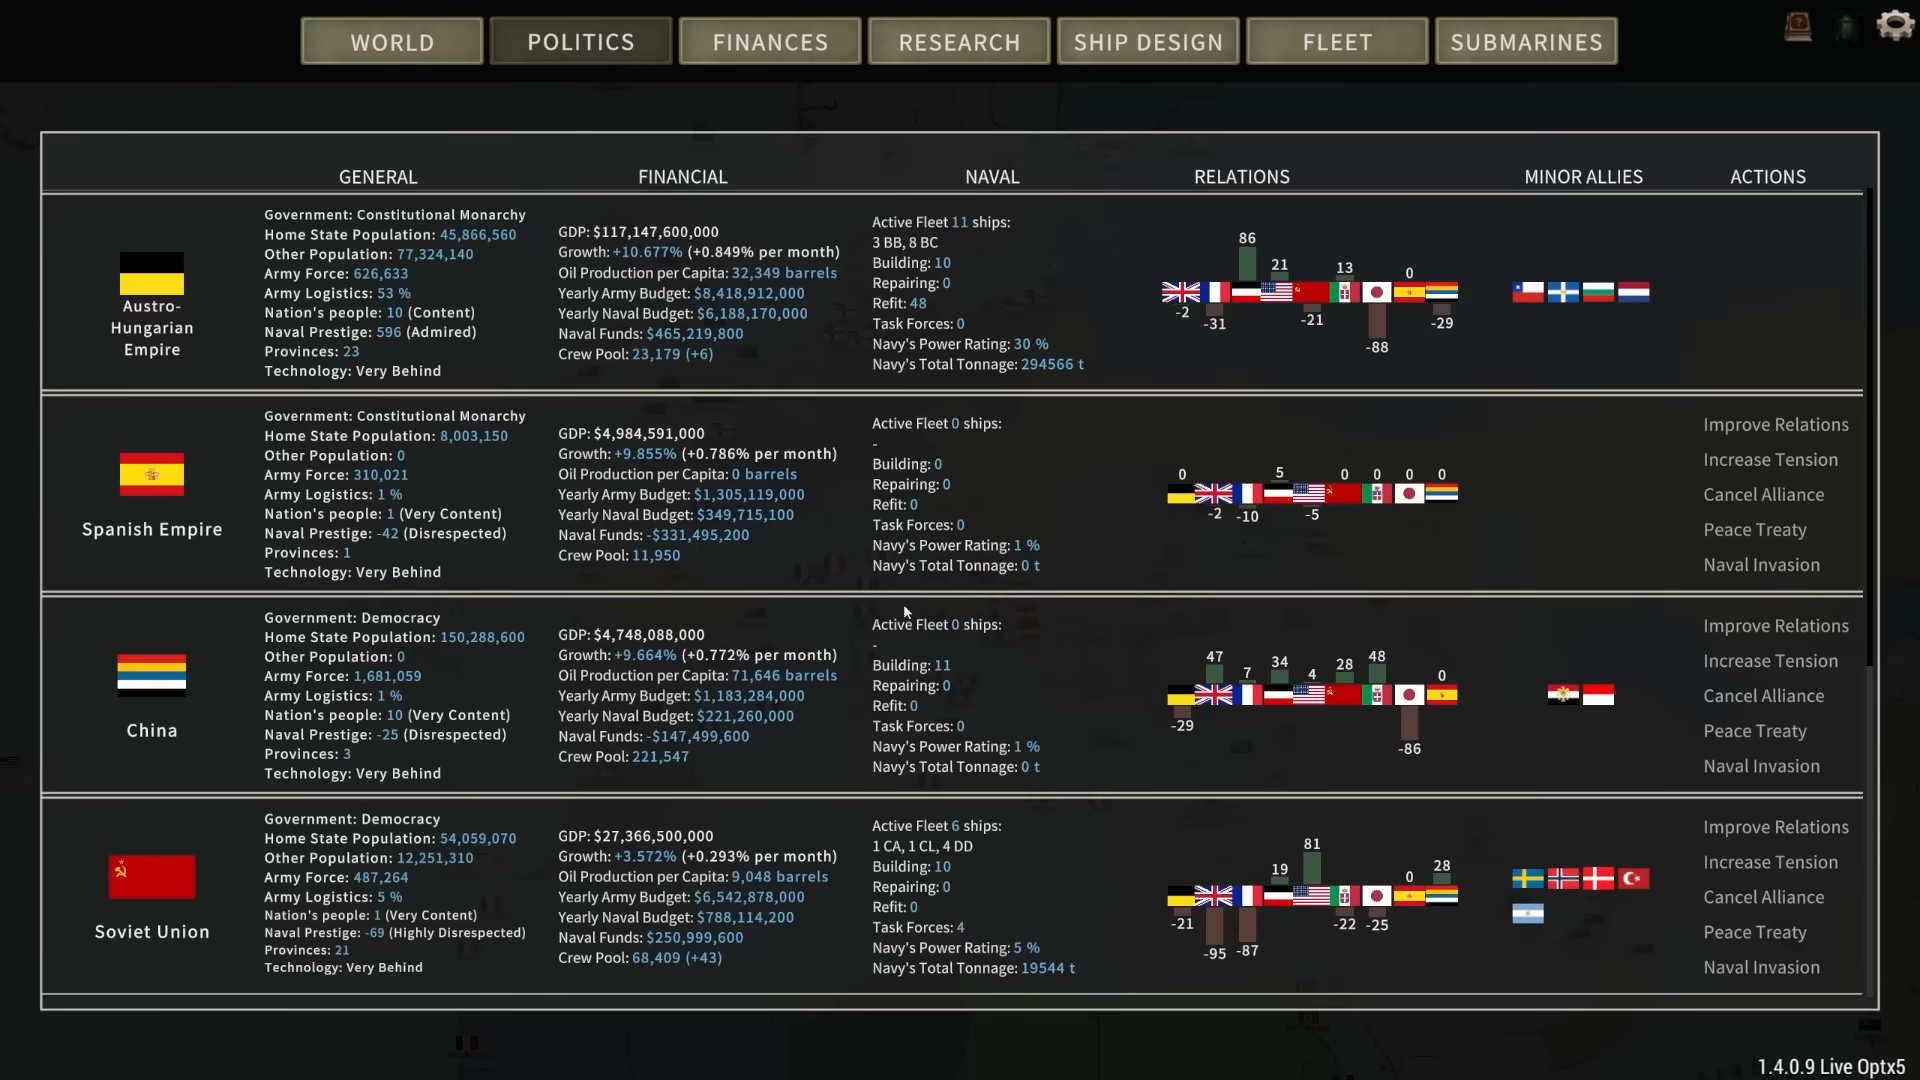 WORLD
POLITICS
FINANCES
RESEARCH
SHIP DESIGN
FLEET
SUBMARINES
GENERAL
FINANCIAL
NAVAL
RELATIONS
MINOR ALLIES
ACTIONS
Austro-
Hungarian
Empire
Government: Constitutional Monarchy
Home State Population: 45,866,560
Other Population: 77,324,140
Army Force: 626,633
Army Logistics: 53 %
Nation's people: 10 (Content)
Naval Prestige: 596 (Admired)
Provinces: 23
Technology: Very Behind
GDP: $117,147,600,000
Growth: +10.677% (+0.849% per month)
Oil Production per Capita: 32,349 barrels
Yearly Army Budget: $8,418,912,000
Yearly Naval Budget: $6,188,170,000
Naval Funds: $465,219,800
Crew Pool: 23,179 (+6)
Active Fleet 11 ships:
3 BB, 8 BC
Building: 10
Repairing: 0
Refit: 48
Task Forces: 0
Navy's Power Rating: 30 %
Navy's Total Tonnage: 294566 t
86
21
13
0
-2
-31
-21
-88
-29
Spanish Empire
Government: Constitutional Monarchy
Home State Population: 8,003,150
Other Population: 0
Army Force: 310,021
Army Logistics: 1 %
Nation's people: 1 (Very Content)
Naval Prestige: -42 (Disrespected)
Provinces: 1
Technology: Very Behind
GDP: $4,984,591,000
Growth: +9.855% (+0.786% per month)
Oil Production per Capita: 0 barrels
Yearly Army Budget: $1,305,119,000
Yearly Naval Budget: $349,715,100
Naval Funds: -$331,495,200
Crew Pool: 11,950
Active Fleet 0 ships:
-
Building: 0
Repairing: 0
Refit: 0
Task Forces: 0
Navy's Power Rating: 1 %
Navy's Total Tonnage: 0 t
0
5
0
0
0
0
-2
-10
-5
Improve Relations
Increase Tension
Cancel Alliance
Peace Treaty
Naval Invasion
China
Government: Democracy
Home State Population: 150,288,600
Other Population: 0
Army Force: 1,681,059
Army Logistics: 1 %
Nation's people: 10 (Very Content)
Naval Prestige: -25 (Disrespected)
Provinces: 3
Technology: Very Behind
GDP: $4,748,088,000
Growth: +9.664% (+0.772% per month)
Oil Production per Capita: 71,646 barrels
Yearly Army Budget: $1,183,284,000
Yearly Naval Budget: $221,260,000
Naval Funds: -$147,499,600
Crew Pool: 221,547
Active Fleet 0 ships:
-
Building: 11
Repairing: 0
Refit: 0
Task Forces: 0
Navy's Power Rating: 1 %
Navy's Total Tonnage: 0 t
47
7
34
4
28
48
0
-29
-86
Improve Relations
Increase Tension
Cancel Alliance
Peace Treaty
Naval Invasion
Soviet Union
Government: Democracy
Home State Population: 54,059,070
Other Population: 12,251,310
Army Force: 487,264
Army Logistics: 5 %
Nation's people: 1 (Very Content)
Naval Prestige: -69 (Highly Disrespected)
Provinces: 21
Technology: Very Behind
GDP: $27,366,500,000
Growth: +3.572% (+0.293% per month)
Oil Production per Capita: 9,048 barrels
Yearly Army Budget: $6,542,878,000
Yearly Naval Budget: $788,114,200
Naval Funds: $250,999,600
Crew Pool: 68,409 (+43)
Active Fleet 6 ships:
1 CA, 1 CL, 4 DD
Building: 10
Repairing: 0
Refit: 0
Task Forces: 4
Navy's Power Rating: 5 %
Navy's Total Tonnage: 19544 t
19
81
0
28
-21
-95
-87
-22
-25
Improve Relations
Increase Tension
Cancel Alliance
Peace Treaty
Naval Invasion
1.4.0.9 Live Optx5